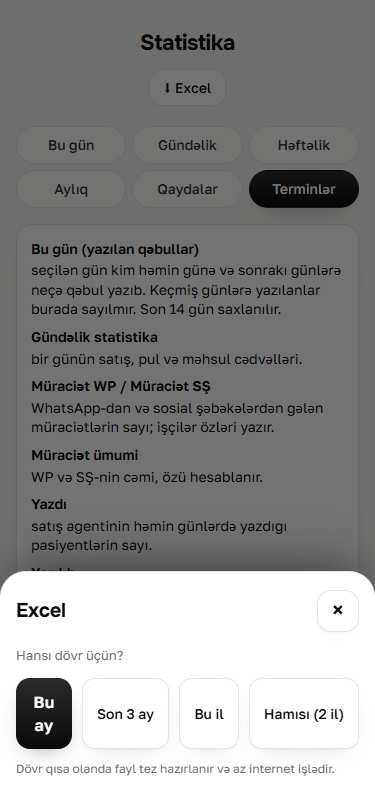 Statistika
⬇ Excel
Bu gün Gündəlik Həftəlik
Aylıq Qaydalar Terminlər
Bu gün (yazılan qəbullar)
seçilən gün kim həmin günə və sonrakı günlərə
neçə qəbul yazıb. Keçmiş günlərə yazılanlar
burada sayılmır. Son 14 gün saxlanılır.
Gündəlik statistika
bir günün satış, pul və məhsul cədvəlləri.
Müraciət WP / Müraciət SŞ
WhatsApp-dan və sosial şəbəkələrdən gələn
müraciətlərin sayı; işçilər özləri yazır.
Müraciət ümumi
WP və SŞ-nin cəmi, özü hesablanır.
Yazdı
satış agentinin həmin günlərdə yazdığı
pasiyentlərin sayı.
Excel
×
Hansı dövr üçün?
Bu
ay
Son 3 ay Bu il Hamısı (2 il)
Dövr qısa olanda fayl tez hazırlanır və az internet işlədir.